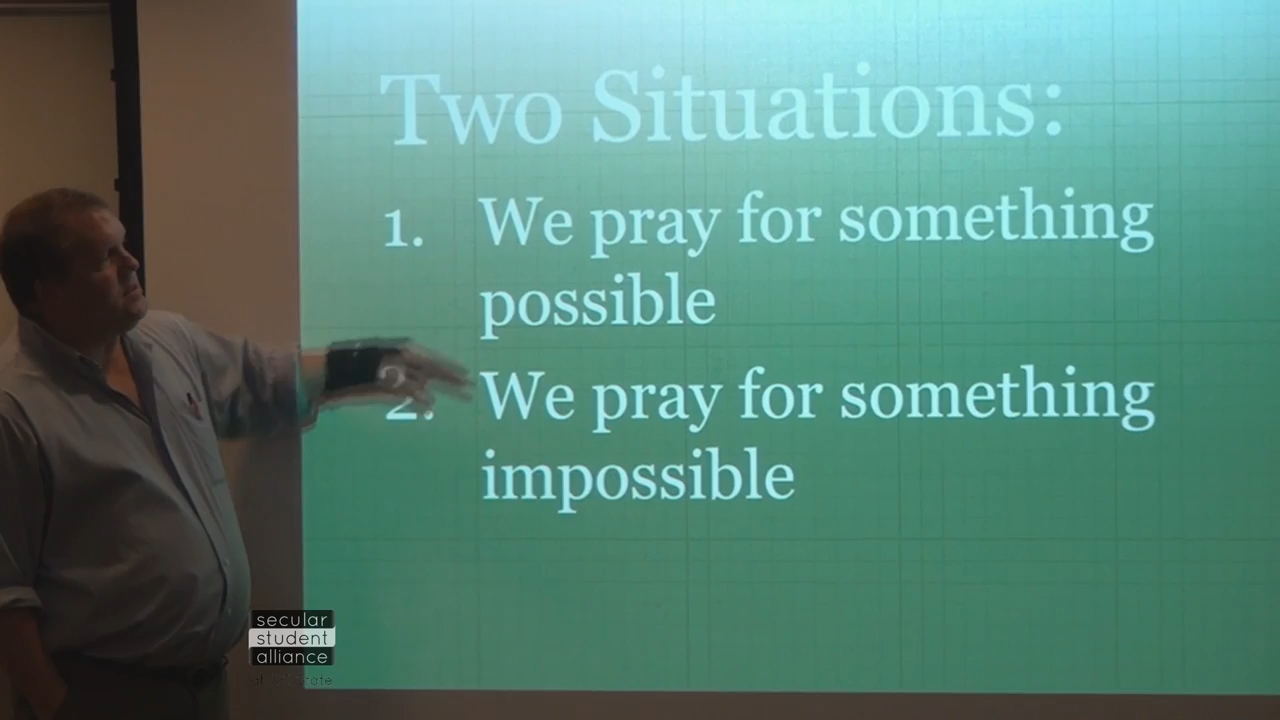 Two Situations:
1. We pray for something
possible
2. We pray for something
impossible
secular
student
alliance